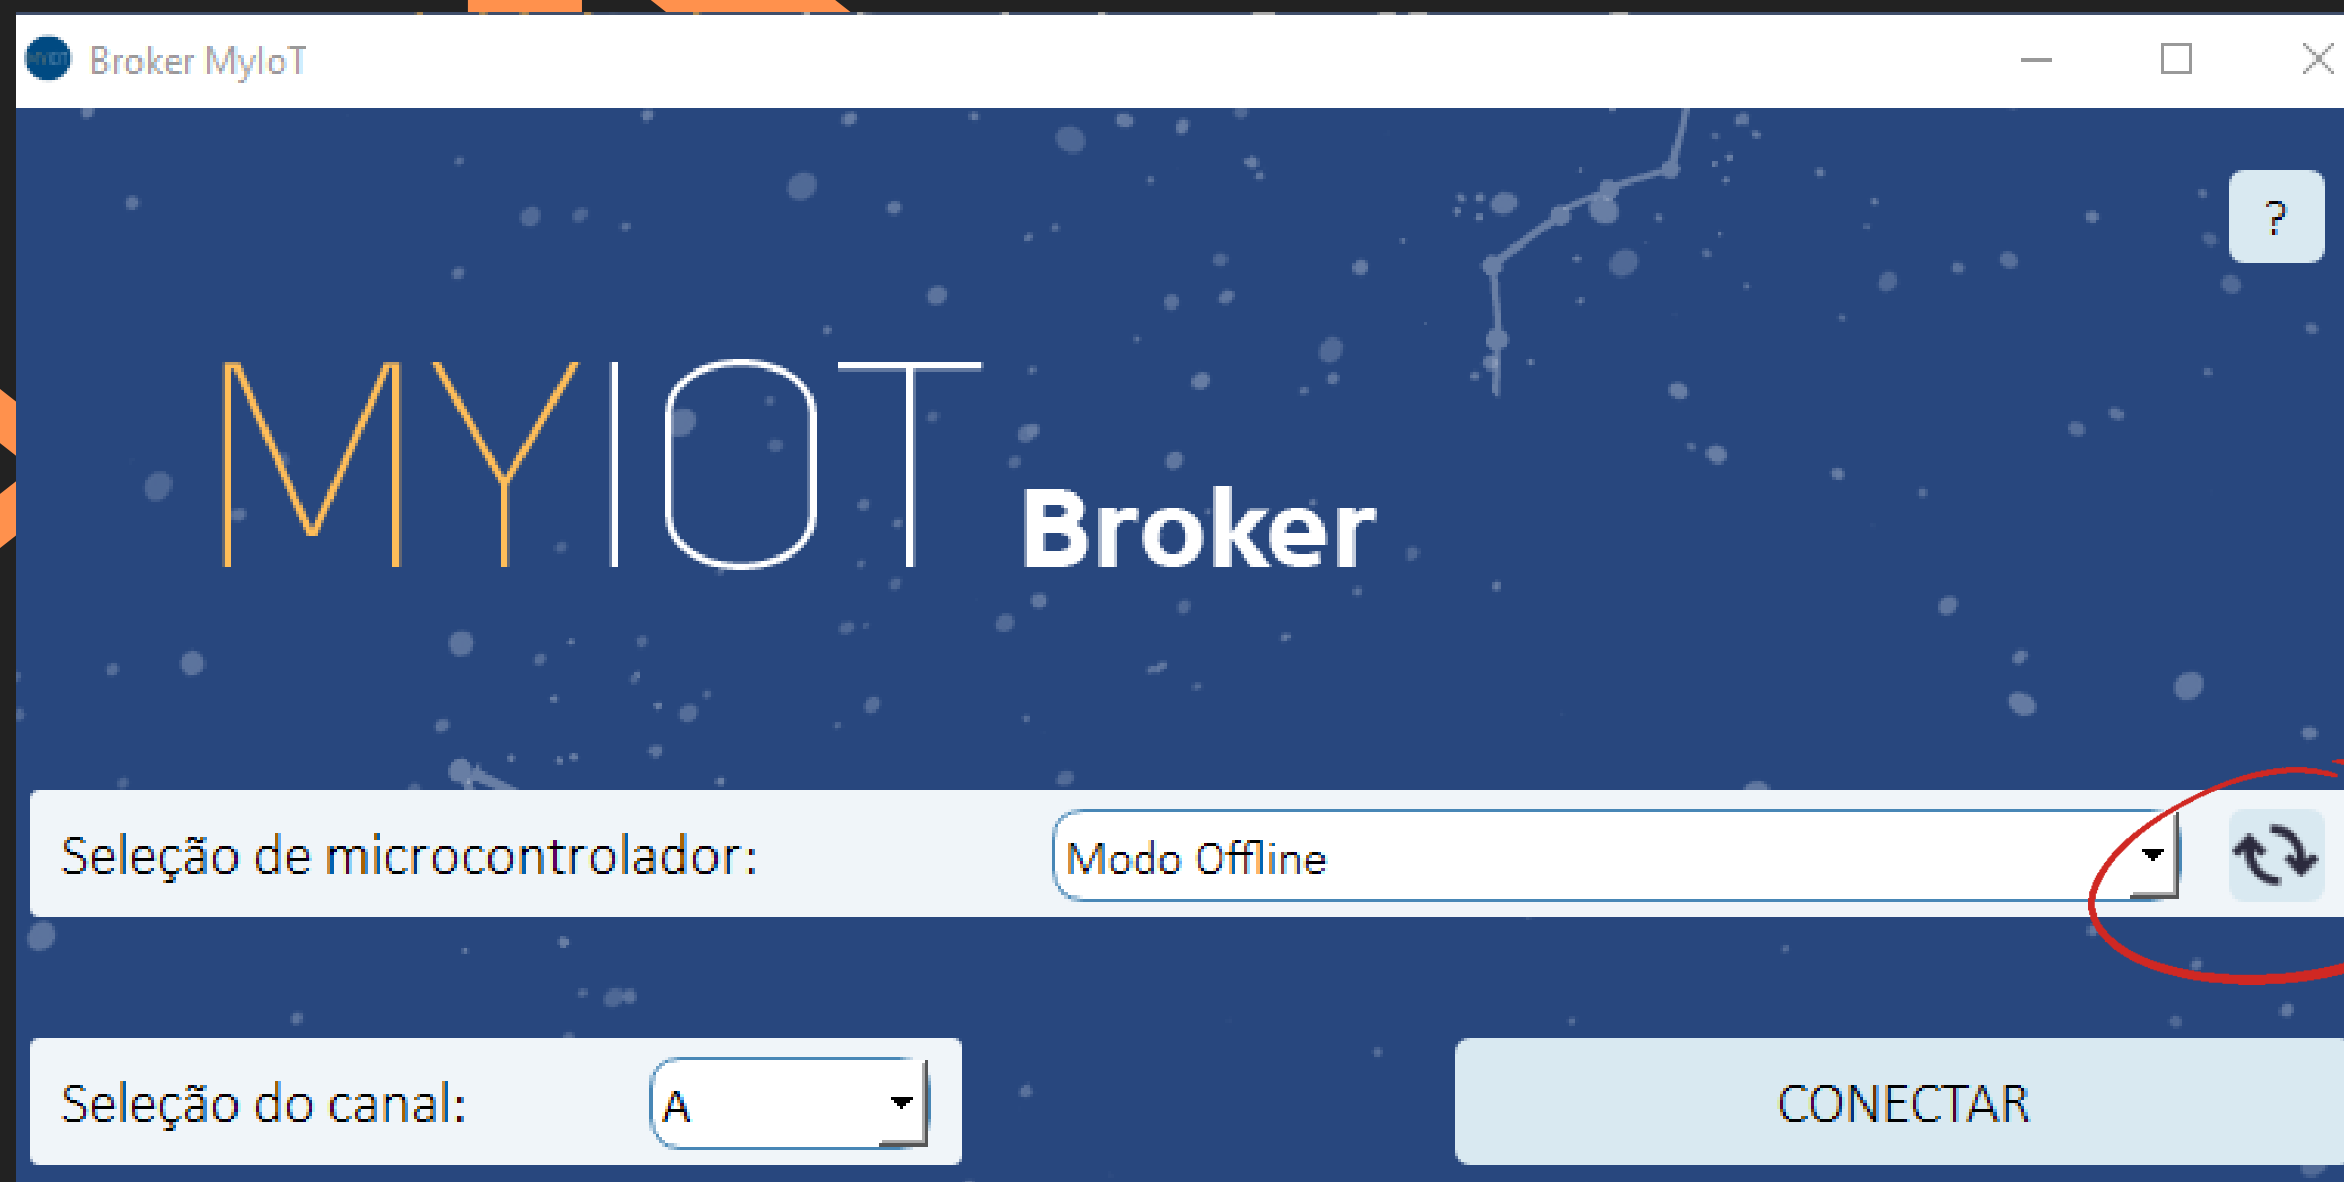 Broker MyIoT
?
MYIOT Broker
Seleção de microcontrolador:
Modo Offline
Seleção do canal:
A
CONECTAR